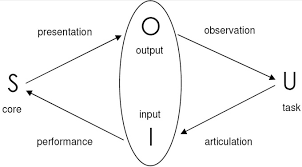 O
presentation
observation
output
S
U
core
task
input
performance
I
articulation